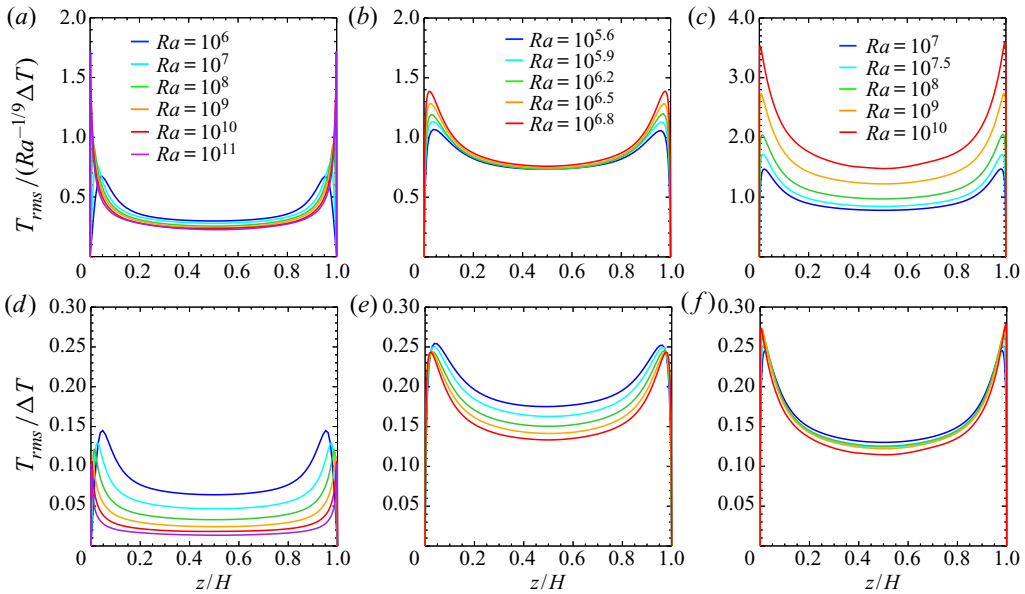 (a)
2.0
1.5
1.0
0.5
0
0.2
0.4
0.6
0.8
1.0
T_rms/(Ra^{-1/9}ΔT)
Ra = 10^6
Ra = 10^7
Ra = 10^8
Ra = 10^9
Ra = 10^{10}
Ra = 10^{11}
(b)
2.0
1.5
1.0
0.5
0
0.2
0.4
0.6
0.8
1.0
Ra = 10^{5.6}
Ra = 10^{5.9}
Ra = 10^{6.2}
Ra = 10^{6.5}
Ra = 10^{6.8}
(c)
4.0
3.0
2.0
1.0
0
0.2
0.4
0.6
0.8
1.0
Ra = 10^7
Ra = 10^{7.5}
Ra = 10^8
Ra = 10^9
Ra = 10^{10}
(d)
0.30
0.25
0.20
0.15
0.10
0.05
0
0.2
0.4
0.6
0.8
1.0
T_rms/ΔT
z/H
(e)
0.30
0.25
0.20
0.15
0.10
0.05
0
0.2
0.4
0.6
0.8
1.0
z/H
(f)
0.30
0.25
0.20
0.15
0.10
0.05
0
0.2
0.4
0.6
0.8
1.0
z/H